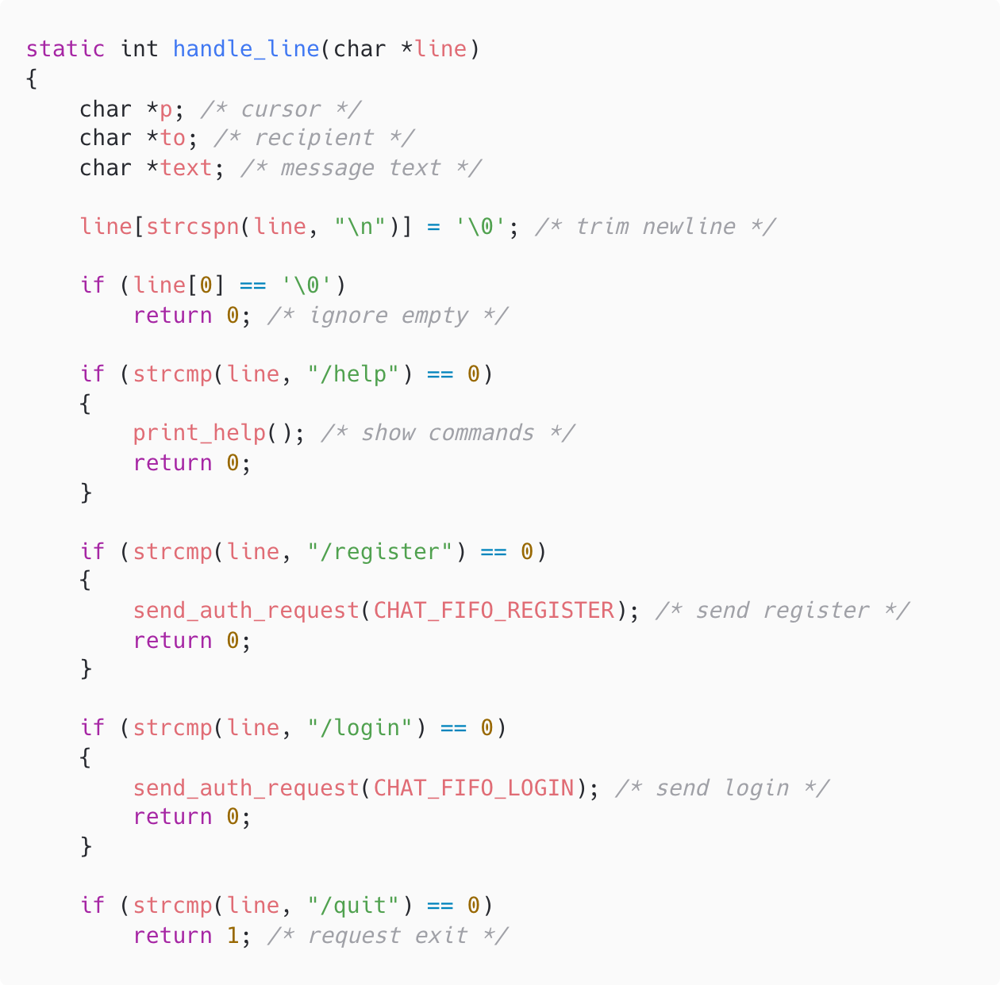 static int handle_line(char *line)
{
    char *p; /* cursor */
    char *to; /* recipient */
    char *text; /* message text */

    line[strcspn(line, "\n")] = '\0'; /* trim newline */

    if (line[0] == '\0')
        return 0; /* ignore empty */

    if (strcmp(line, "/help") == 0)
    {
        print_help(); /* show commands */
        return 0;
    }

    if (strcmp(line, "/register") == 0)
    {
        send_auth_request(CHAT_FIFO_REGISTER); /* send register */
        return 0;
    }

    if (strcmp(line, "/login") == 0)
    {
        send_auth_request(CHAT_FIFO_LOGIN); /* send login */
        return 0;
    }

    if (strcmp(line, "/quit") == 0)
        return 1; /* request exit */